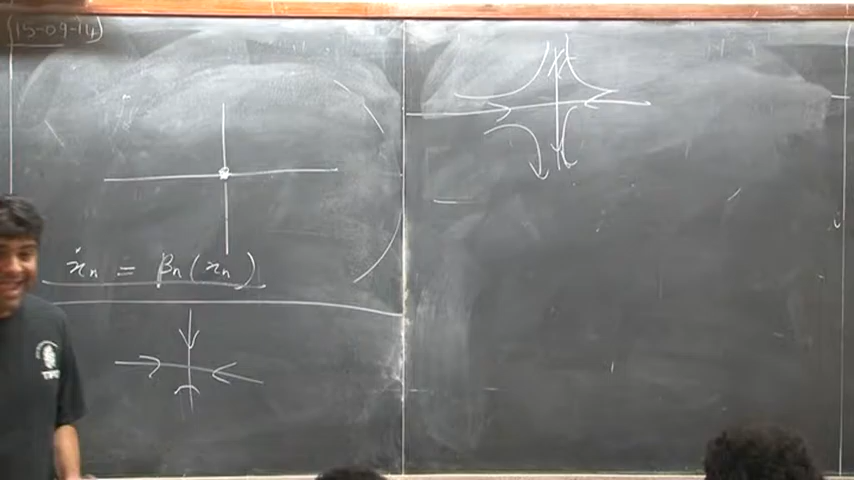 (15-09-14)
ẋₙ = βₙ(xₙ)